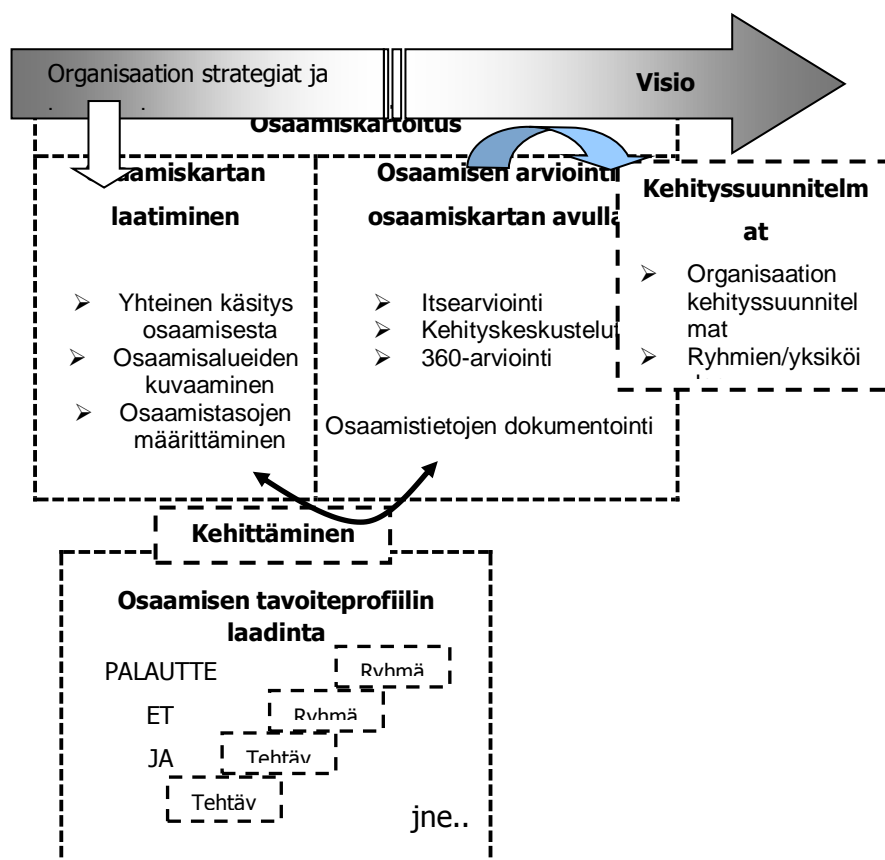 Organisaation strategiat ja
Visio
Osaamiskartoitus
aamiskartan
laatiminen
Yhteinen käsitys
osaamisesta
Osaamisalueiden
kuvaaminen
Osaamistasojen
määrittäminen
Osaamisen arviointi
osaamiskartan avulla
Itsearviointi
Kehityskeskustelut
360-arviointi
Osaamistietojen dokumentointi
Kehityssuunnitelm
at
Organisaation
kehityssuunnitel
mat
Ryhmien/yksiköi
Kehittäminen
Osaamisen tavoiteprofiilin
laadinta
PALAUTTE
ET
JA
Ryhmä
Ryhmä
Tehtäv
Tehtäv
jne..